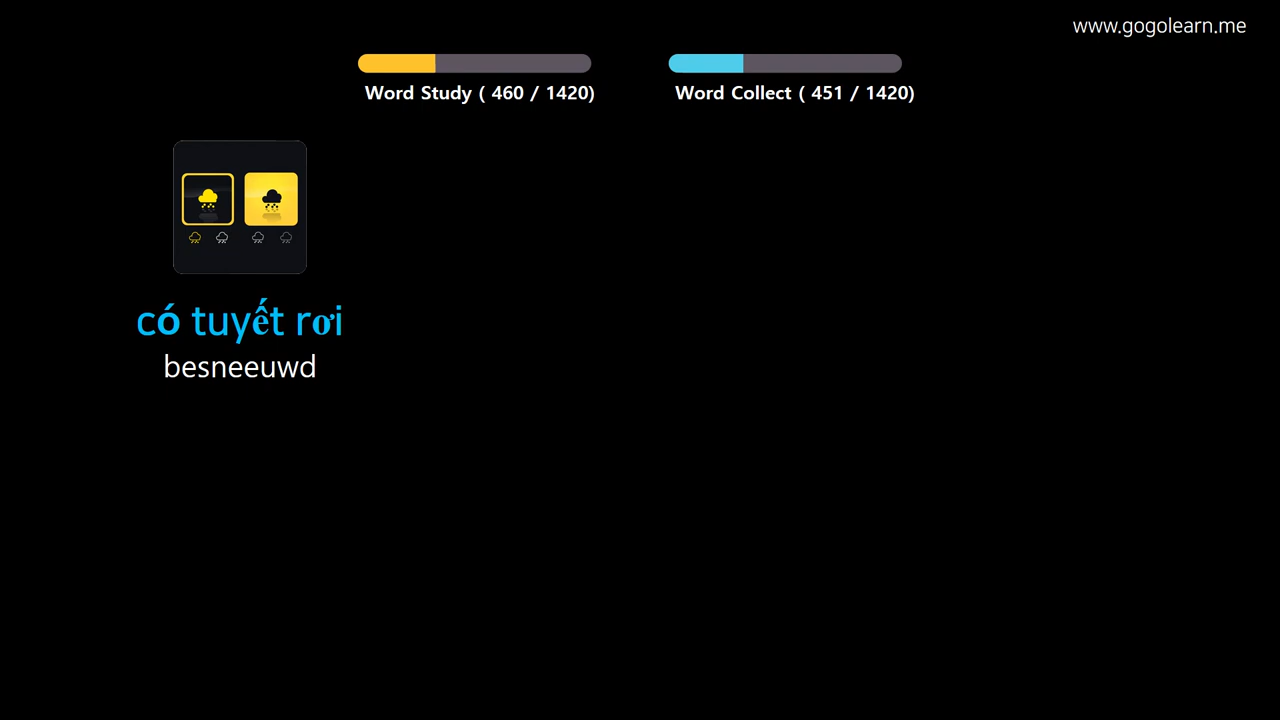 www.gogolearn.me
Word Study ( 460 / 1420)
Word Collect ( 451 / 1420)
có tuyết rơi
besneeuwd